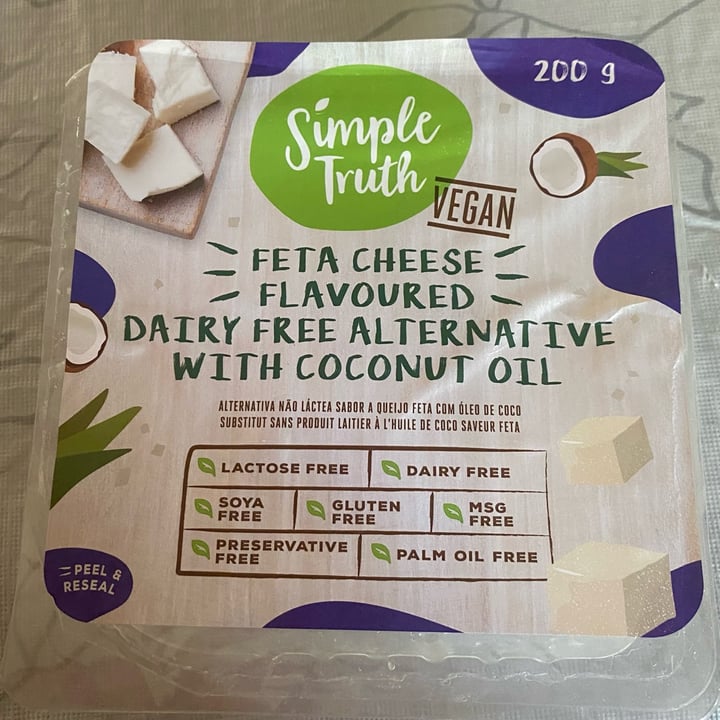 200 g
Simple
Truth
VEGAN
FETA CHEESE
FLAVOURED
DAIRY FREE ALTERNATIVE
WITH COCONUT OIL
ALTERNATIVA NÃO LÁCTEA SABOR A QUEIJO FETA COM ÓLEO DE COCO
SUBSTITUT SANS PRODUIT LAITIER À L'HUILE DE COCO SAVEUR FETA
LACTOSE FREE
DAIRY FREE
SOYA
FREE
GLUTEN
FREE
MSG
FREE
PRESERVATIVE
FREE
PALM OIL FREE
PEEL &
RESEAL